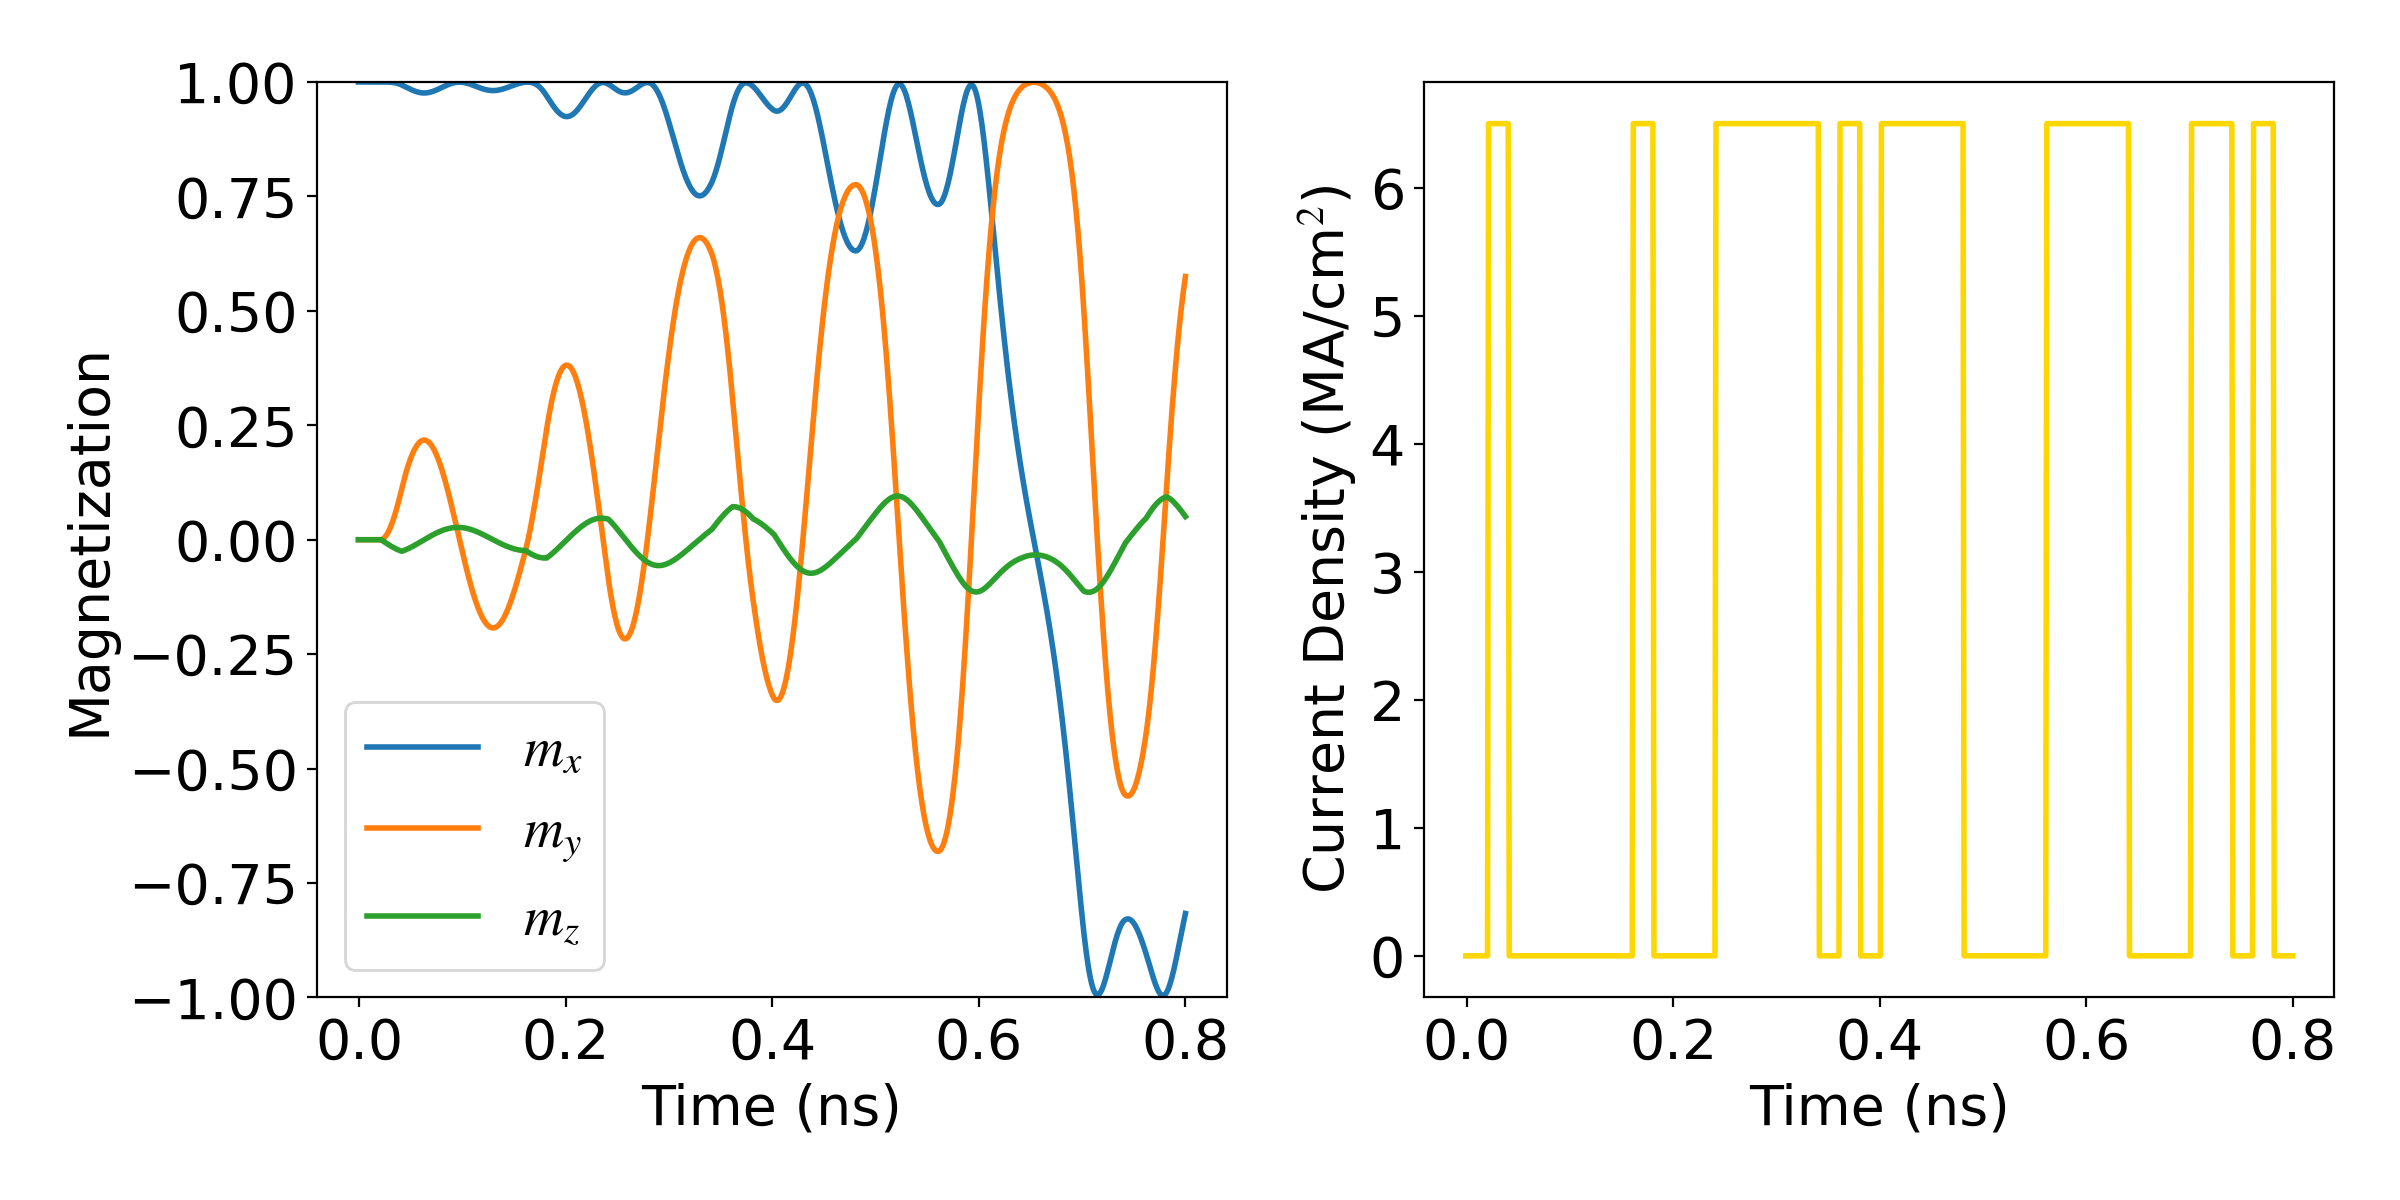 Magnetization
1.00
0.75
0.50
0.25
0.00
−0.25
−0.50
−0.75
−1.00
m_x
m_y
m_z
0.0 0.2 0.4 0.6 0.8
Time (ns)
Current Density (MA/cm²)
6
5
4
3
2
1
0
0.0 0.2 0.4 0.6 0.8
Time (ns)